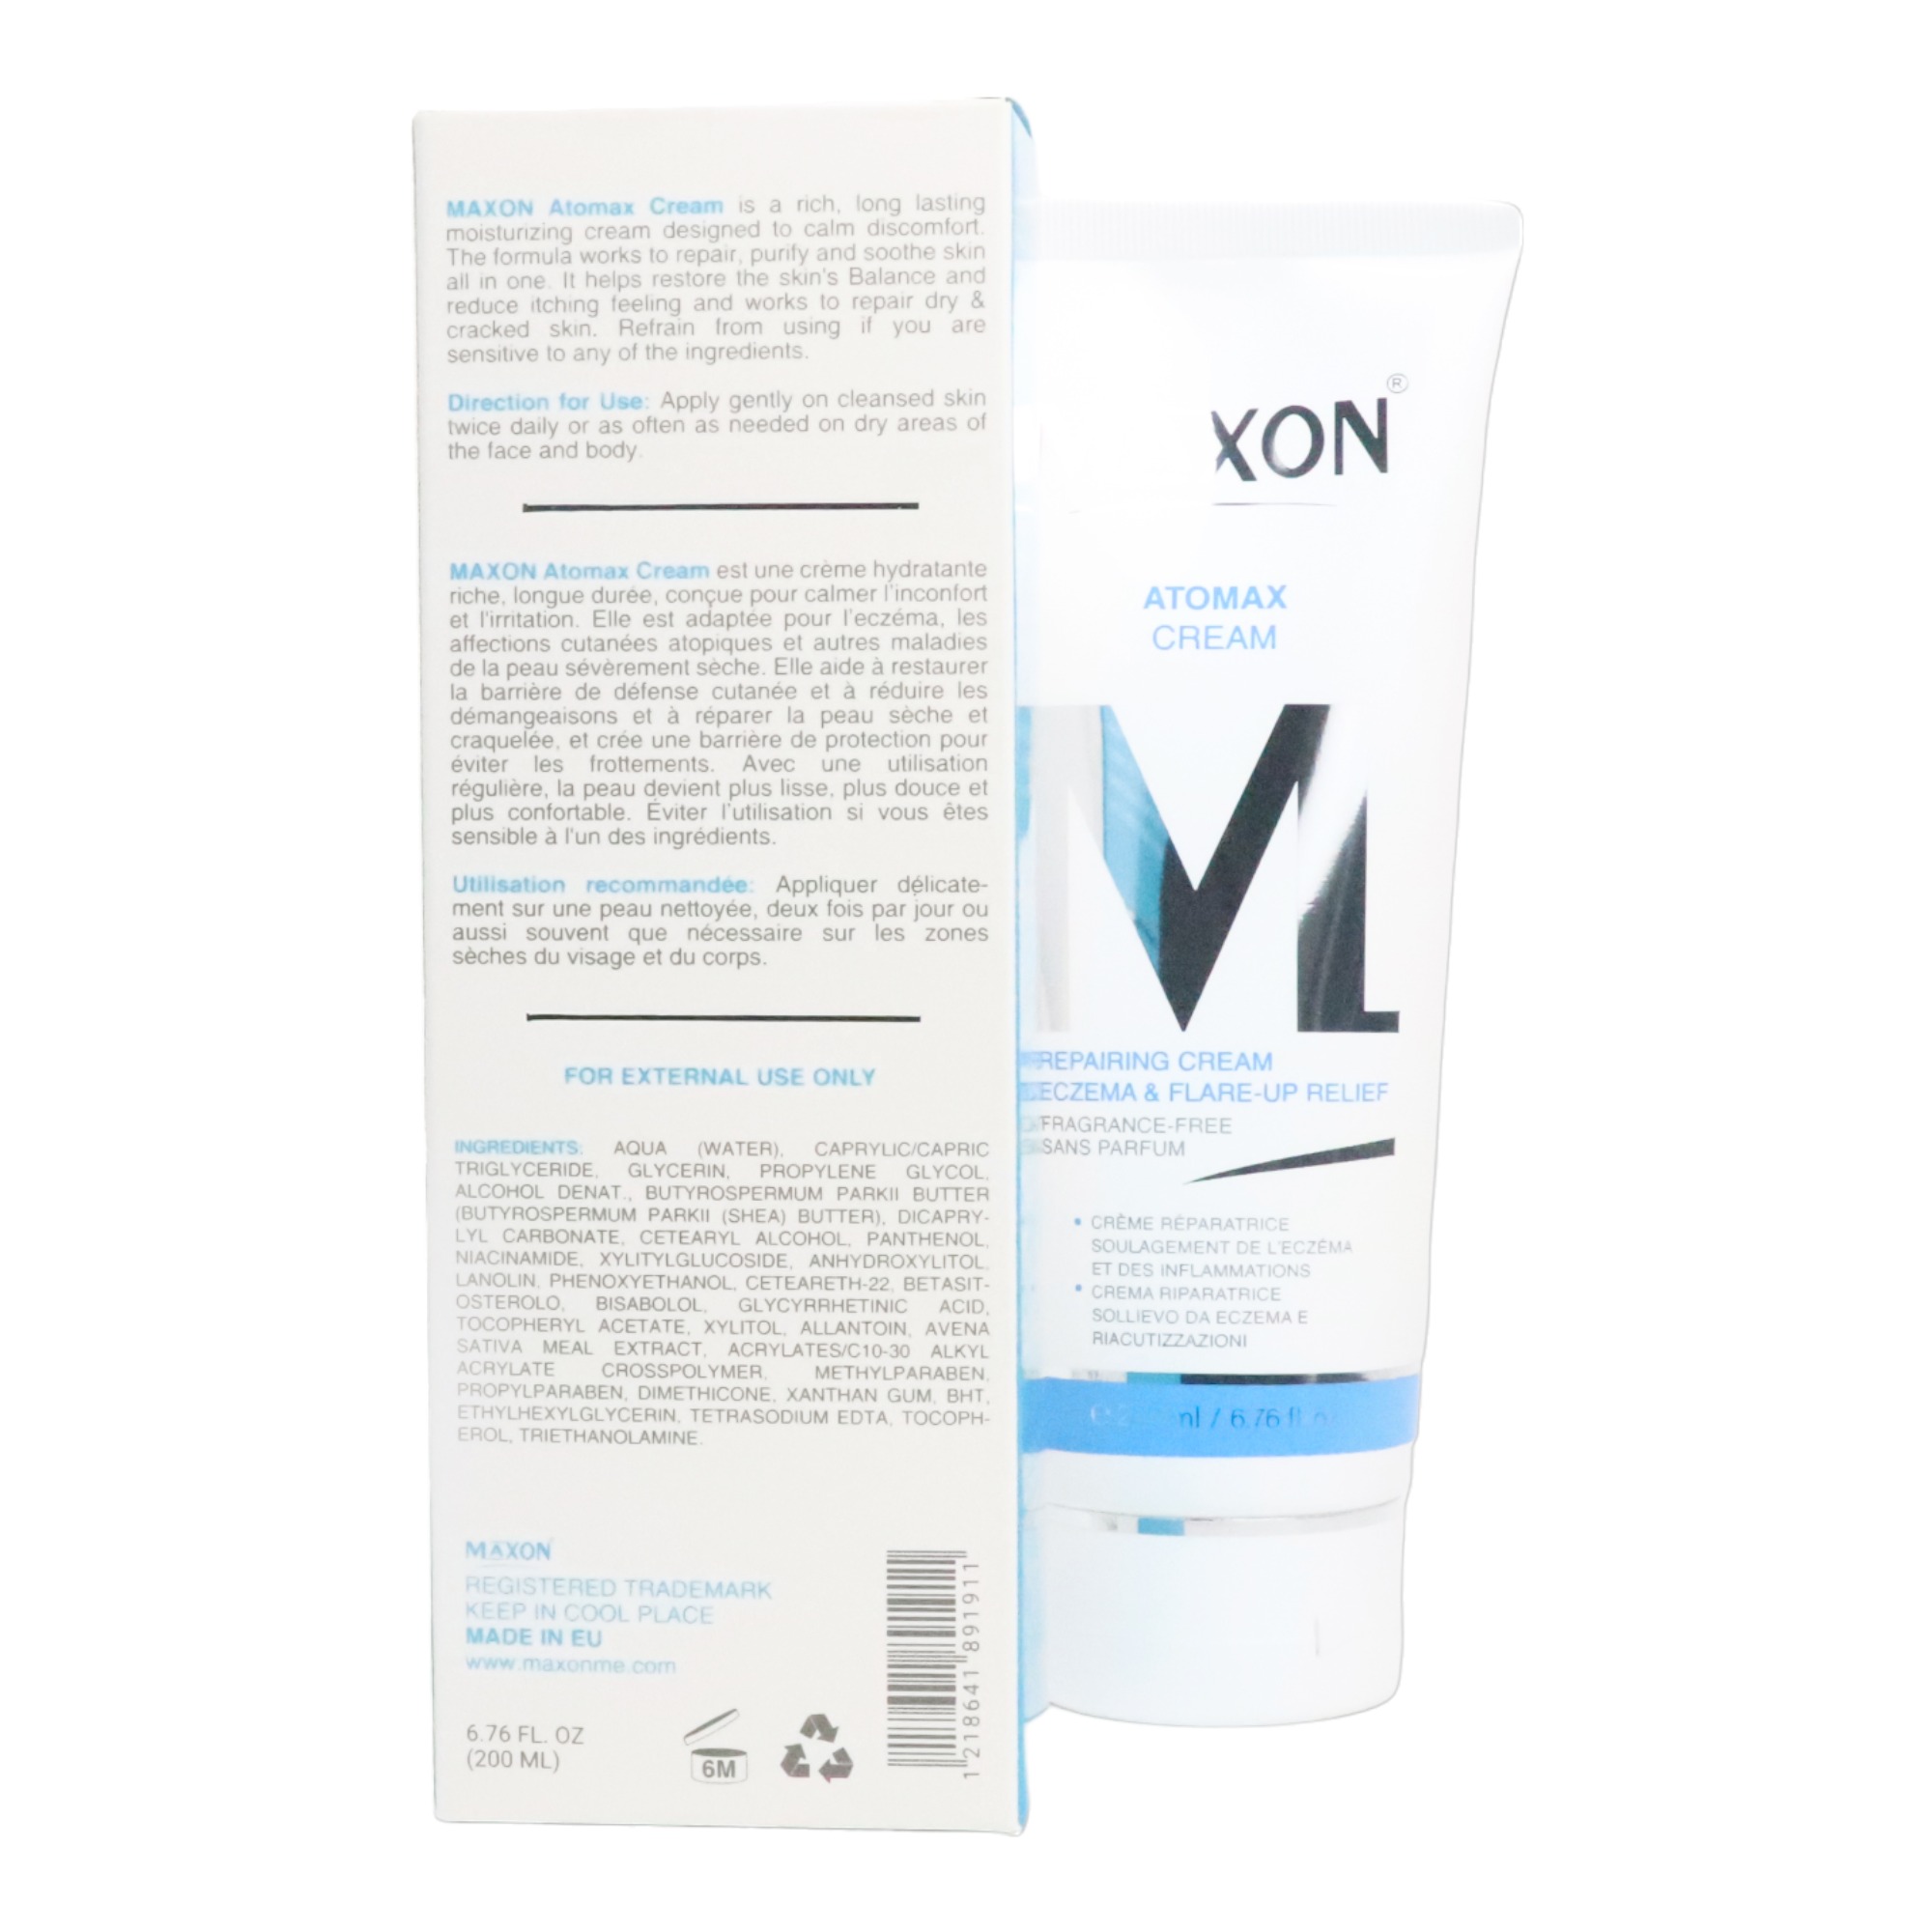 MAXON Atomax Cream is a rich, long lasting
moisturizing cream designed to calm discomfort.
The formula works to repair, purify and soothe skin
all in one. It helps restore the skin's Balance and
reduce itching feeling and works to repair dry &
cracked skin. Refrain from using if you are
sensitive to any of the ingredients.
Direction for Use: Apply gently on cleansed skin
twice daily or as often as needed on dry areas of
the face and body.
MAXON Atomax Cream est une crème hydratante
riche, longue durée, conçue pour calmer l'inconfort
et l'irritation. Elle est adaptée pour l'eczéma, les
affections cutanées atopiques et autres maladies
de la peau sévèrement sèche. Elle aide à restaurer
la barrière de défense cutanée et à réduire les
démangeaisons et à réparer la peau sèche et
craquelée, et crée une barrière de protection pour
éviter les frottements. Avec une utilisation
régulière, la peau devient plus lisse, plus douce et
plus confortable. Éviter l'utilisation si vous êtes
sensible à l'un des ingrédients.
Utilisation recommandée: Appliquer délicate-
ment sur une peau nettoyée, deux fois par jour ou
aussi souvent que nécessaire sur les zones
sèches du visage et du corps.
FOR EXTERNAL USE ONLY
INGREDIENTS: AQUA (WATER), CAPRYLIC/CAPRIC
TRIGLYCERIDE, GLYCERIN, PROPYLENE GLYCOL,
ALCOHOL DENAT., BUTYROSPERMUM PARKII BUTTER
(BUTYROSPERMUM PARKII (SHEA) BUTTER), DICAPRY-
LYL CARBONATE, CETEARYL ALCOHOL, PANTHENOL,
NIACINAMIDE, XYLITYLGLUCOSIDE, ANHYDROXYLITOL,
LANOLIN, PHENOXYETHANOL, CETEARETH-22, BETASIT-
OSTEROLO, BISABOLOL, GLYCYRRHETINIC ACID,
TOCOPHERYL ACETATE, XYLITOL, ALLANTOIN, AVENA
SATIVA MEAL EXTRACT, ACRYLATES/C10-30 ALKYL
ACRYLATE CROSSPOLYMER, METHYLPARABEN,
PROPYLPARABEN, DIMETHICONE, XANTHAN GUM, BHT,
ETHYLHEXYLGLYCERIN, TETRASODIUM EDTA, TOCOPH-
EROL, TRIETHANOLAMINE.
MAXON
REGISTERED TRADEMARK
KEEP IN COOL PLACE
MADE IN EU
www.maxonme.com
6.76 FL. OZ
(200 ML)
6M
1 218641 891911
XON®
ATOMAX
CREAM
M
REPAIRING CREAM
ECZEMA & FLARE-UP RELIEF
FRAGRANCE-FREE
SANS PARFUM
• CRÈME RÉPARATRICE
SOULAGEMENT DE L'ECZÉMA
ET DES INFLAMMATIONS
• CREMA RIPARATRICE
SOLLIEVO DA ECZEMA E
RIACUTIZZAZIONI
ml / 6.76 fl